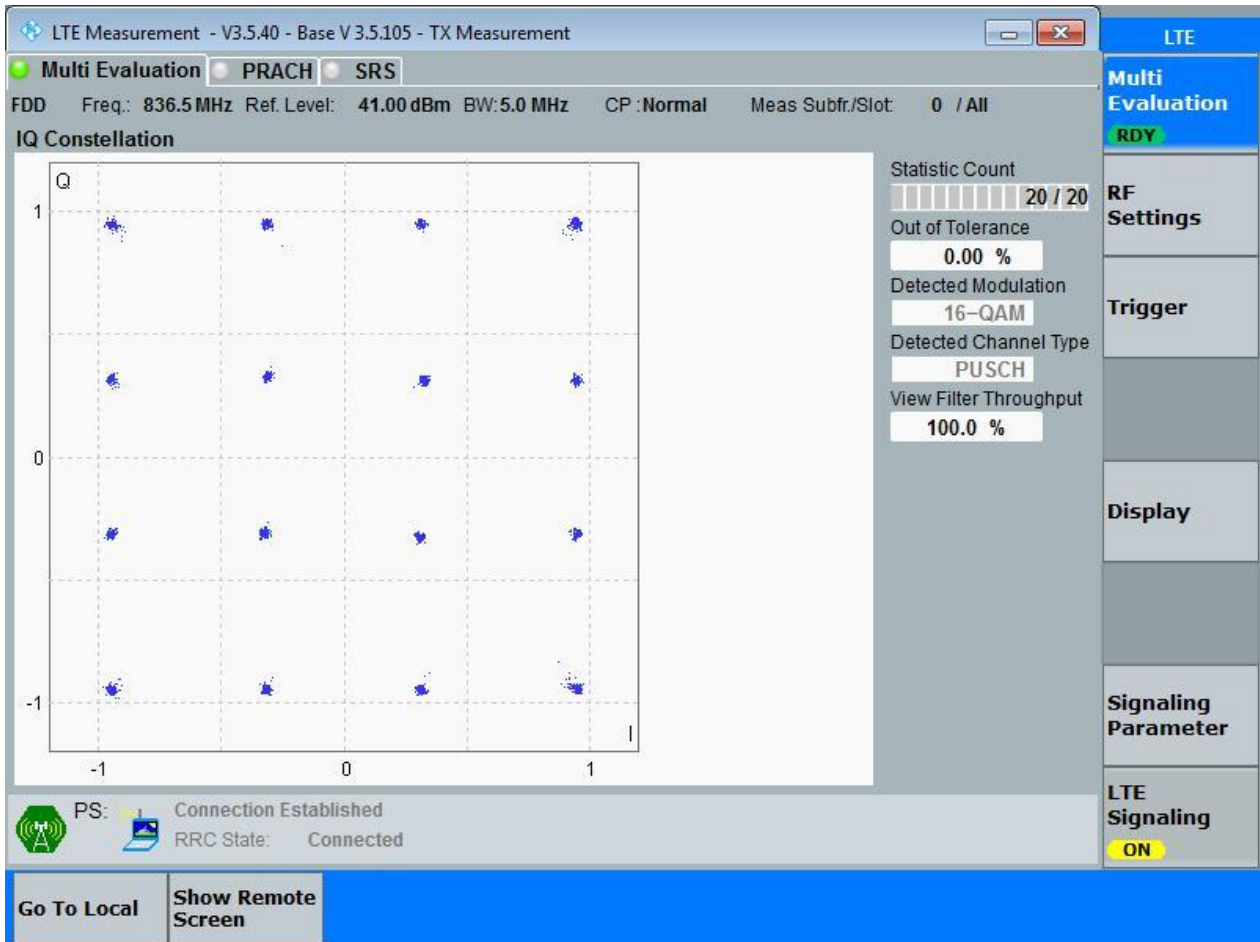 LTE Measurement - V3.5.40 - Base V 3.5.105 - TX Measurement
LTE
Multi Evaluation PRACH SRS
FDD Freq.: 836.5 MHz Ref. Level: 41.00 dBm BW: 5.0 MHz CP : Normal Meas Subfr./Slot: 0 / All
IQ Constellation
Q
1
0
-1
I
-1 0 1
Statistic Count
20 / 20
Out of Tolerance
0.00 %
Detected Modulation
16-QAM
Detected Channel Type
PUSCH
View Filter Throughput
100.0 %
Multi
Evaluation
RDY
RF
Settings
Trigger
Display
Signaling
Parameter
LTE
Signaling
ON
PS: Connection Established
RRC State: Connected
Go To Local
Show Remote
Screen